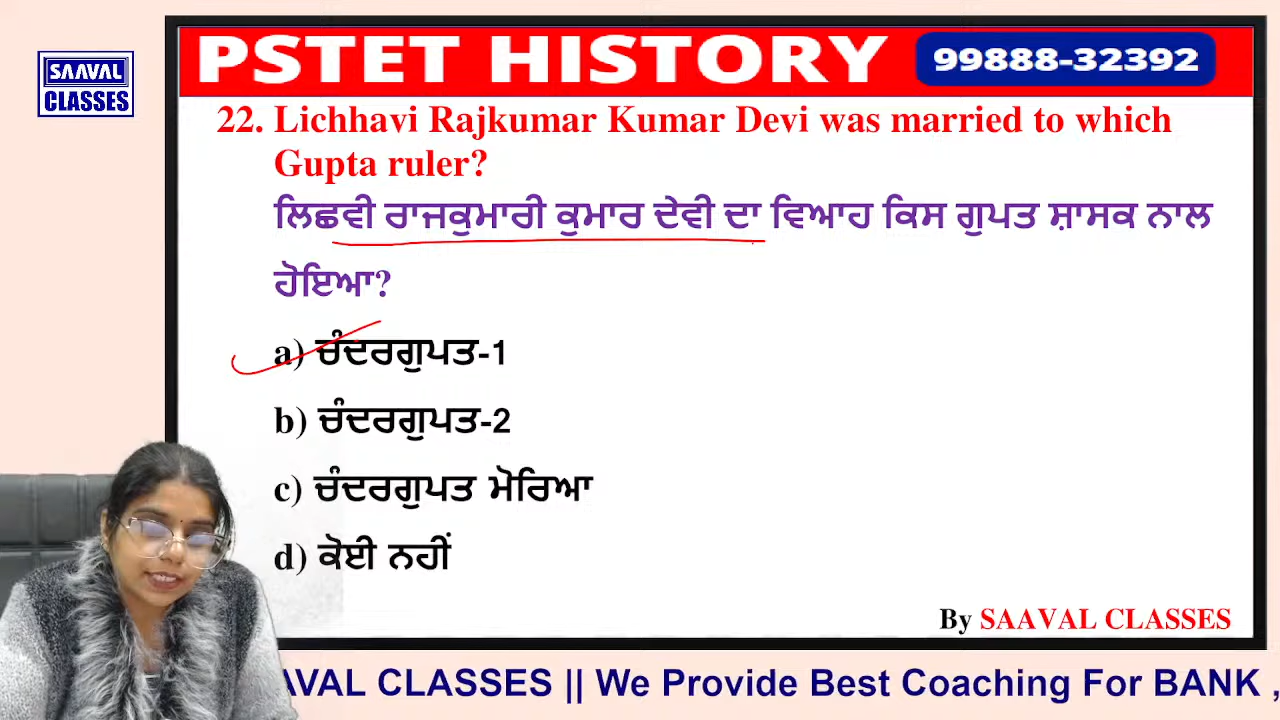 SAAVAL
CLASSES
PSTET HISTORY
99888-32392
22. Lichhavi Rajkumar Kumar Devi was married to which
Gupta ruler?
ਲਿਛਵੀ ਰਾਜਕੁਮਾਰੀ ਕੁਮਾਰ ਦੇਵੀ ਦਾ ਵਿਆਹ ਕਿਸ ਗੁਪਤ ਸ਼ਾਸਕ ਨਾਲ
ਹੋਇਆ?
a) ਚੰਦਰਗੁਪਤ-1
b) ਚੰਦਰਗੁਪਤ-2
c) ਚੰਦਰਗੁਪਤ ਮੋਰਿਆ
d) ਕੋਈ ਨਹੀਂ
By SAAVAL CLASSES
AVAL CLASSES || We Provide Best Coaching For BANK ,